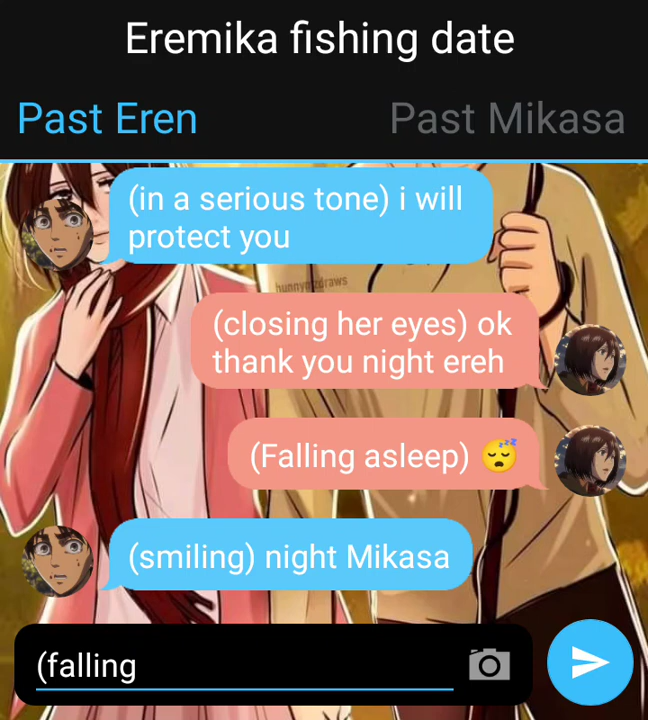 Eremika fishing date
Past Eren
Past Mikasa
(in a serious tone) i will
protect you
(closing her eyes) ok
thank you night ereh
(Falling asleep) 😴
(smiling) night Mikasa
(falling